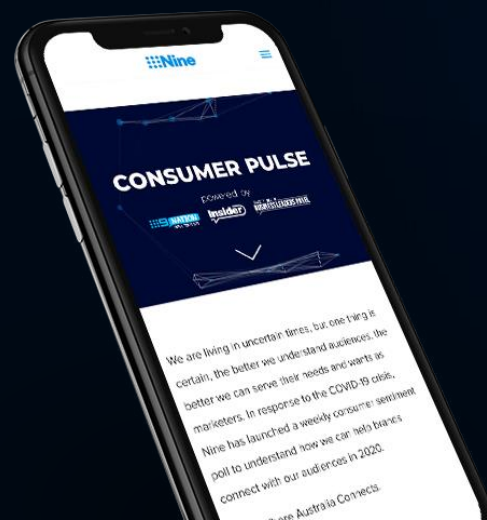 Nine
CONSUMER PULSE
powered by
9 NATION
Insider
We are living in uncertain times, but one thing is
certain, the better we understand audiences, the
better we can serve their needs and wants as
marketers. In response to the COVID-19 crisis,
Nine has launched a weekly consumer sentiment
poll to understand how we can help brands
connect with our audiences in 2020.
Where Australia Connects.